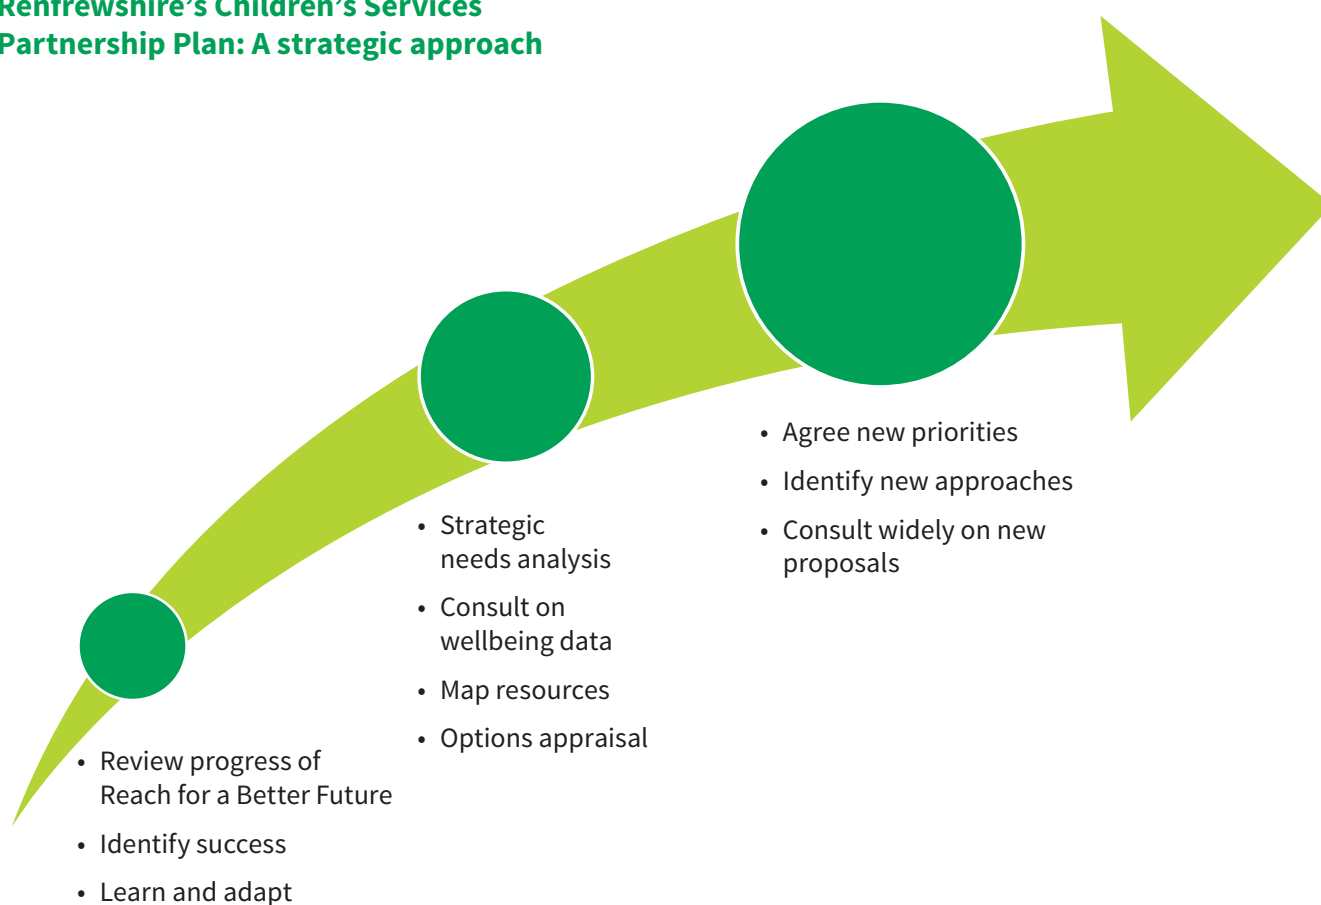 Renfrewshire's Children's Services
Partnership Plan: A strategic approach
• Review progress of
Reach for a Better Future
• Identify success
• Learn and adapt
• Strategic
needs analysis
• Consult on
wellbeing data
• Map resources
• Options appraisal
• Agree new priorities
• Identify new approaches
• Consult widely on new
proposals